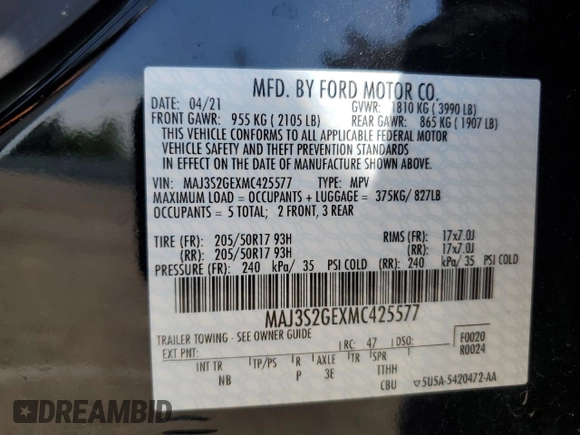 MFD. BY FORD MOTOR CO.
DATE: 04/21 GVWR: 1810 KG ( 3990 LB)
FRONT GAWR: 955 KG ( 2105 LB) REAR GAWR: 865 KG ( 1907 LB)
THIS VEHICLE CONFORMS TO ALL APPLICABLE FEDERAL MOTOR
VEHICLE SAFETY AND THEFT PREVENTION STANDARDS
IN EFFECT ON THE DATE OF MANUFACTURE SHOWN ABOVE.
VIN: MAJ3S2GEXMC425577 TYPE: MPV
MAXIMUM LOAD = OCCUPANTS + LUGGAGE = 375KG/ 827LB
OCCUPANTS = 5 TOTAL; 2 FRONT, 3 REAR
TIRE (FR): 205/50R17 93H RIMS (FR): 17x7.0J
(RR): 205/50R17 93H (RR): 17x7.0J
PRESSURE (FR): 240 kPa/ 35 PSI COLD (RR): 240 kPa/ 35 PSI COLD
MAJ3S2GEXMC425577
TRAILER TOWING - SEE OWNER GUIDE
EXT PNT: RC: 47 DSO: F0020
R0024
INT TR TP/PS R AXLE TR SPR
NB P 3E TTHH
CBU 5U5A-5420472-AA
DREAMBID